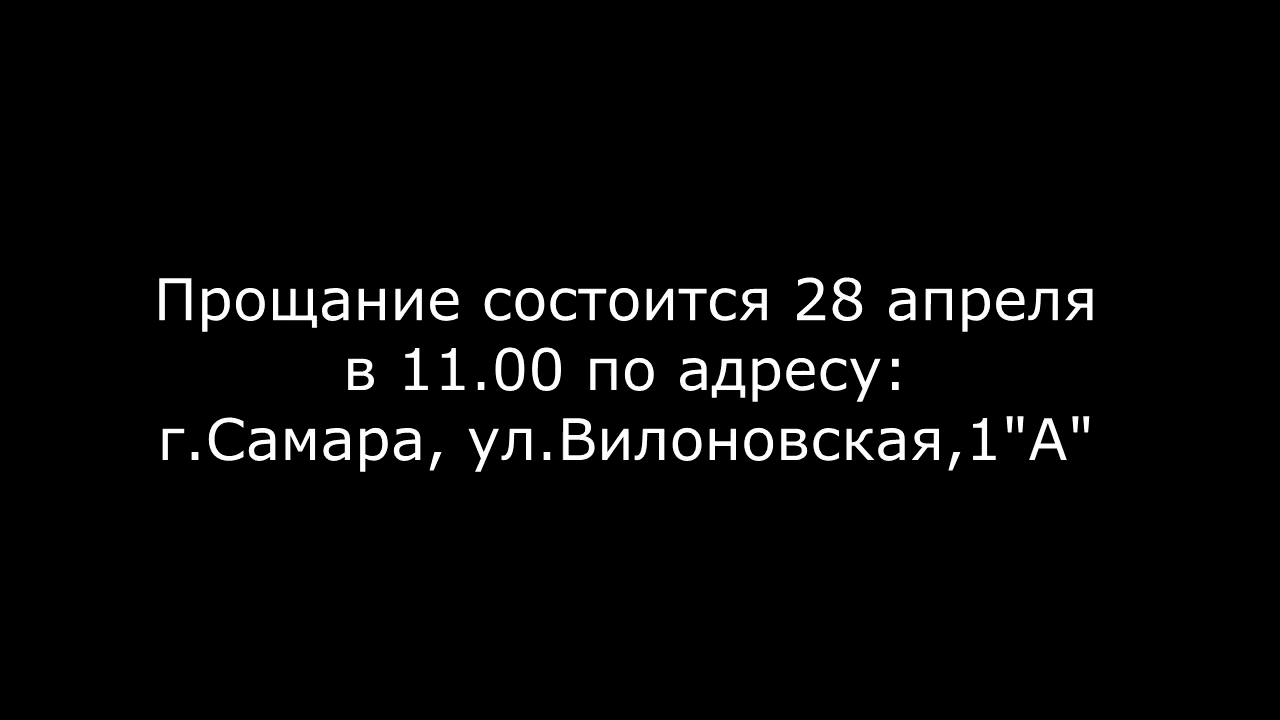 Прощание состоится 28 апреля
в 11.00 по адресу:
г.Самара, ул.Вилоновская,1"А"